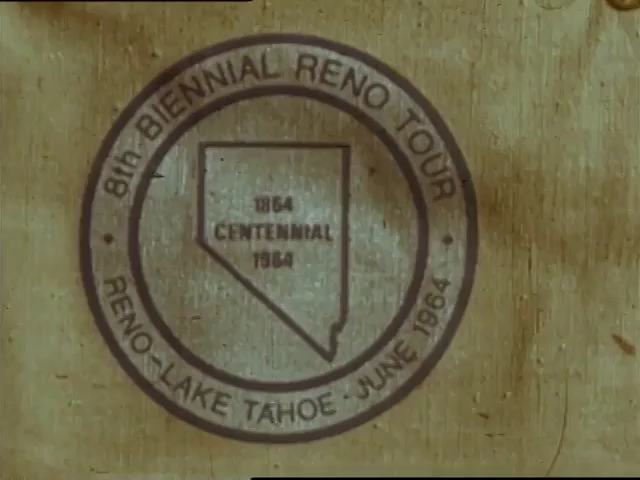 8th BIENNIAL RENO TOUR
1864
CENTENNIAL
1964
RENO-LAKE TAHOE · JUNE 1964